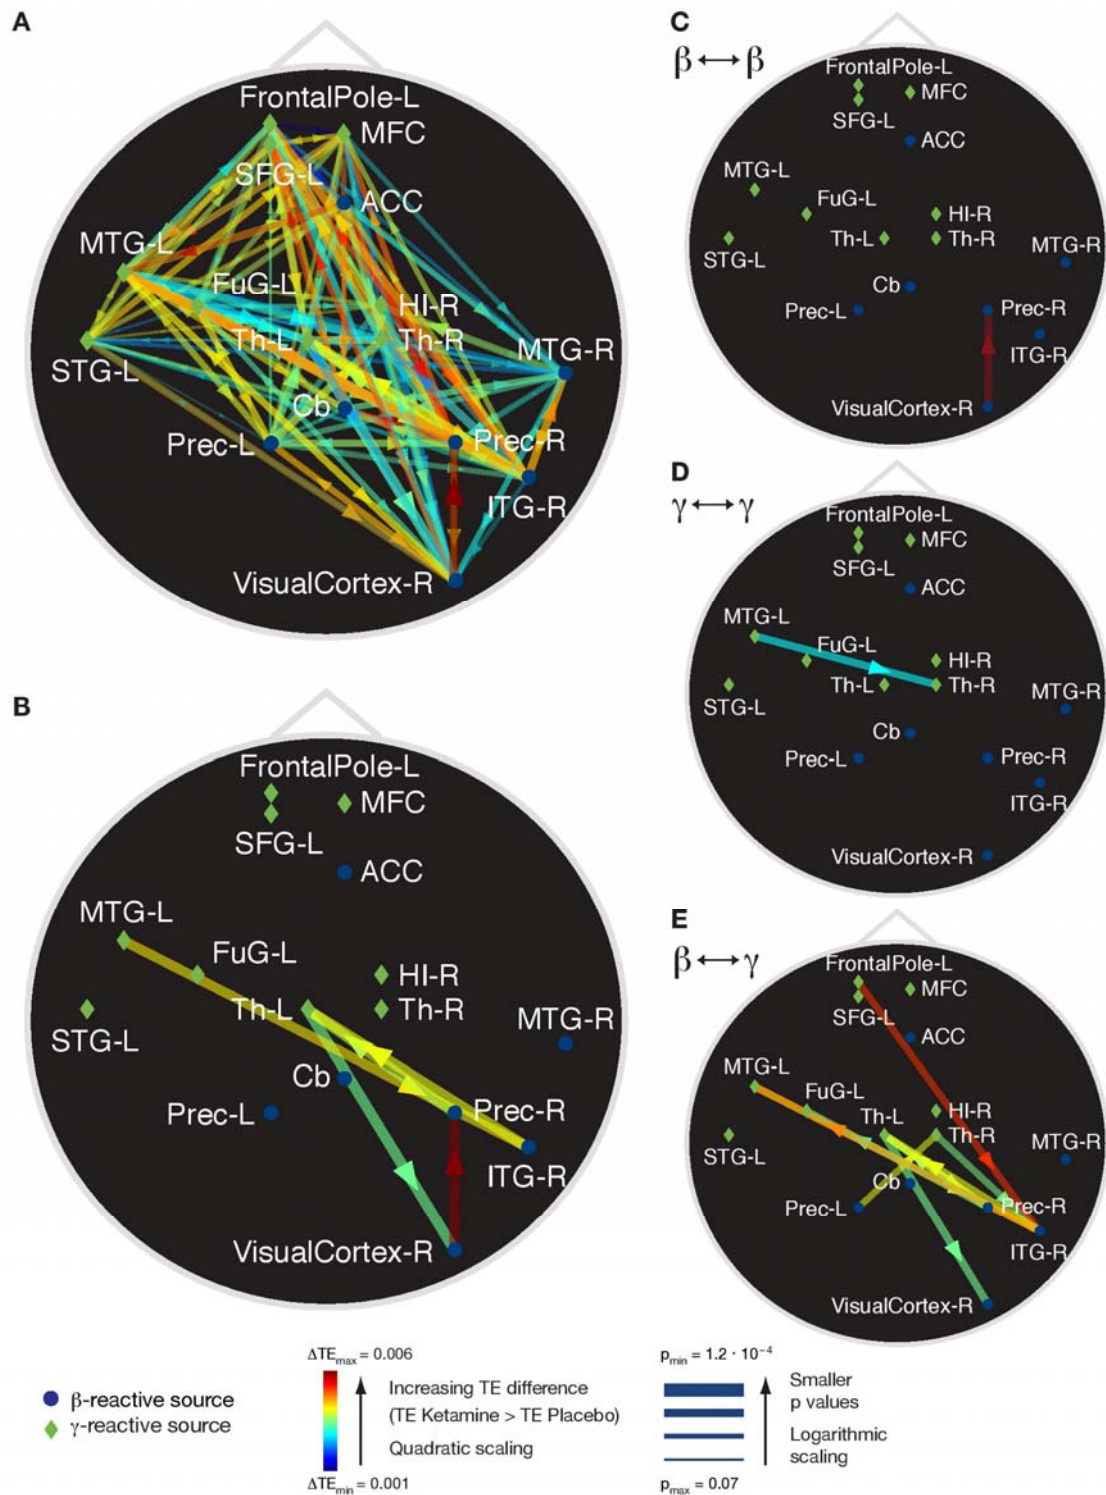 A
FrontalPole-L
MFC
SFG-L
ACC
MTG-L
FuG-L
HI-R
Th-L
Th-R
MTG-R
STG-L
Cb
Prec-L
Prec-R
ITG-R
VisualCortex-R
B
FrontalPole-L
MFC
SFG-L
ACC
MTG-L
FuG-L
HI-R
Th-L
Th-R
MTG-R
STG-L
Cb
Prec-L
Prec-R
ITG-R
VisualCortex-R
C
β ↔ β
FrontalPole-L
MFC
SFG-L
ACC
MTG-L
FuG-L
HI-R
Th-L
Th-R
MTG-R
STG-L
Cb
Prec-L
Prec-R
ITG-R
VisualCortex-R
D
γ ↔ γ
FrontalPole-L
MFC
SFG-L
ACC
MTG-L
FuG-L
HI-R
Th-L
Th-R
MTG-R
STG-L
Cb
Prec-L
Prec-R
ITG-R
VisualCortex-R
E
β ↔ γ
FrontalPole-L
MFC
SFG-L
ACC
MTG-L
FuG-L
HI-R
Th-L
Th-R
MTG-R
STG-L
Cb
Prec-L
Prec-R
ITG-R
VisualCortex-R
β-reactive source
γ-reactive source
ΔTEmax = 0.006
Increasing TE difference
(TE Ketamine > TE Placebo)
Quadratic scaling
ΔTEmin = 0.001
pmin = 1.2 · 10⁻⁴
Smaller
p values
Logarithmic
scaling
pmax = 0.07